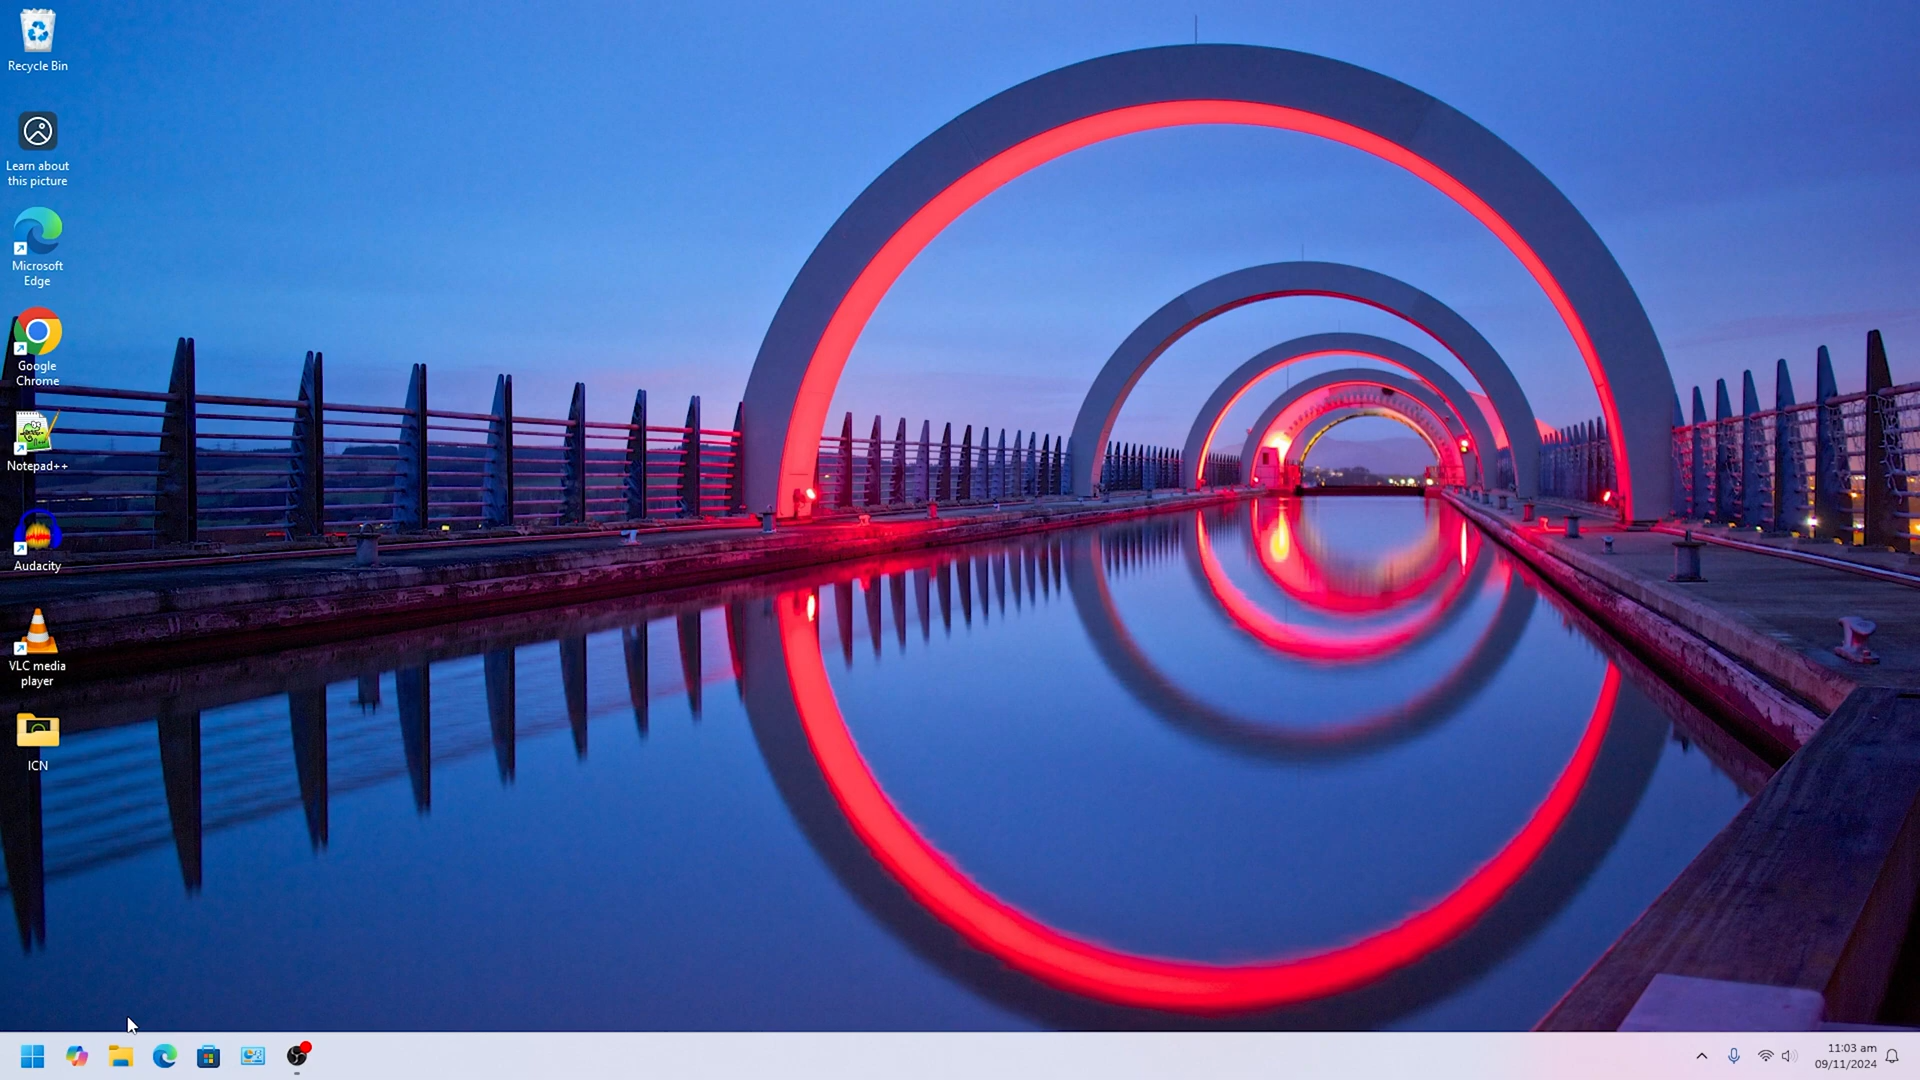 Recycle Bin
Learn about
this picture
Microsoft
Edge
Google
Chrome
Notepad++
Audacity
VLC media
player
ICN
11:03 am
09/11/2024